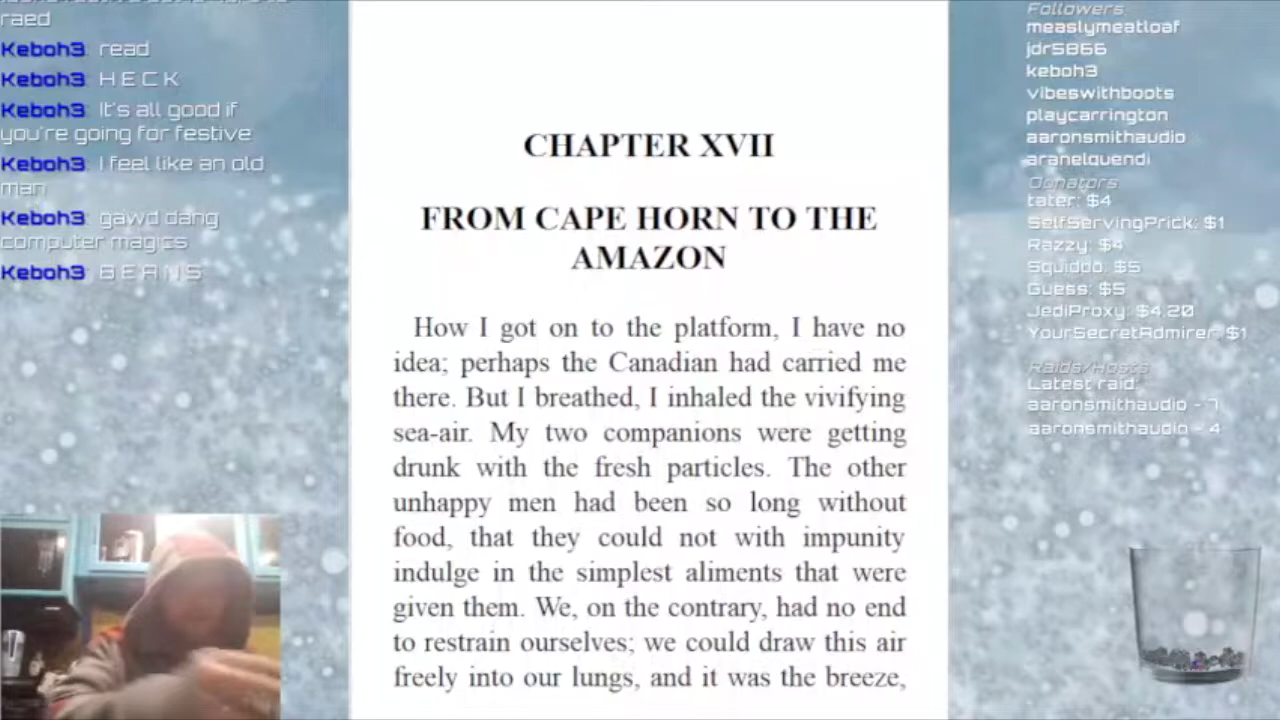 raed
Keboh3: read
Keboh3: H E C K
Keboh3: It's all good if
you're going for festive
Keboh3: I feel like an old
man
Keboh3: gawd dang
computer magics
Keboh3: B E A N S
CHAPTER XVII
FROM CAPE HORN TO THE
AMAZON
How I got on to the platform, I have no
idea; perhaps the Canadian had carried me
there. But I breathed, I inhaled the vivifying
sea-air. My two companions were getting
drunk with the fresh particles. The other
unhappy men had been so long without
food, that they could not with impunity
indulge in the simplest aliments that were
given them. We, on the contrary, had no end
to restrain ourselves; we could draw this air
freely into our lungs, and it was the breeze,
Followers
measlymeatloaf
jdr5866
keboh3
vibeswithboots
playcarrington
aaronsmithaudio
aranelquendi
Donators
tater: $4
SelfServingPrick: $1
Razzy: $4
Squiddo: $5
Guess: $5
JediProxy: $4.20
YourSecretAdmirer: $1
Raids/Hosts
Latest raid:
aaronsmithaudio - 7
aaronsmithaudio - 4